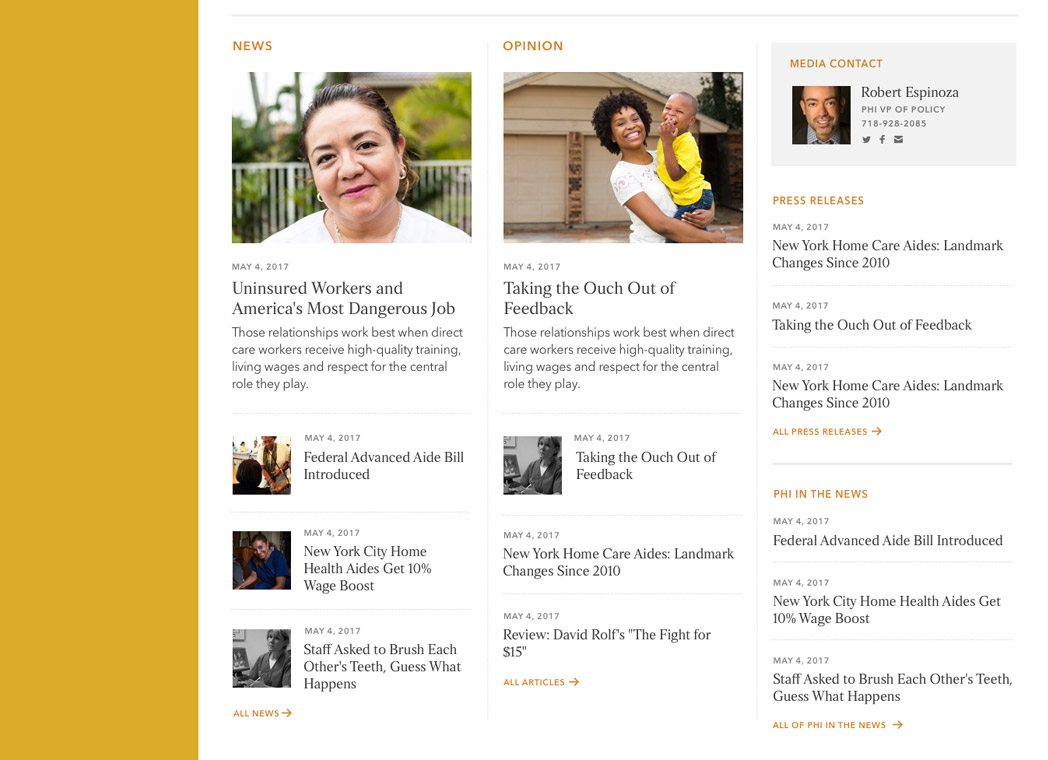 NEWS
MAY 4, 2017
Uninsured Workers and
America's Most Dangerous Job
Those relationships work best when direct
care workers receive high-quality training,
living wages and respect for the central
role they play.
MAY 4, 2017
Federal Advanced Aide Bill
Introduced
MAY 4, 2017
New York City Home
Health Aides Get 10%
Wage Boost
MAY 4, 2017
Staff Asked to Brush Each
Other's Teeth, Guess What
Happens
ALL NEWS →
OPINION
MAY 4, 2017
Taking the Ouch Out of
Feedback
Those relationships work best when direct
care workers receive high-quality training,
living wages and respect for the central
role they play.
MAY 4, 2017
Taking the Ouch Out of
Feedback
MAY 4, 2017
New York Home Care Aides: Landmark
Changes Since 2010
MAY 4, 2017
Review: David Rolf's "The Fight for
$15"
ALL ARTICLES →
MEDIA CONTACT
Robert Espinoza
PHI VP OF POLICY
718-928-2085
PRESS RELEASES
MAY 4, 2017
New York Home Care Aides: Landmark
Changes Since 2010
MAY 4, 2017
Taking the Ouch Out of Feedback
MAY 4, 2017
New York Home Care Aides: Landmark
Changes Since 2010
ALL PRESS RELEASES →
PHI IN THE NEWS
MAY 4, 2017
Federal Advanced Aide Bill Introduced
MAY 4, 2017
New York City Home Health Aides Get
10% Wage Boost
MAY 4, 2017
Staff Asked to Brush Each Other's Teeth,
Guess What Happens
ALL OF PHI IN THE NEWS →